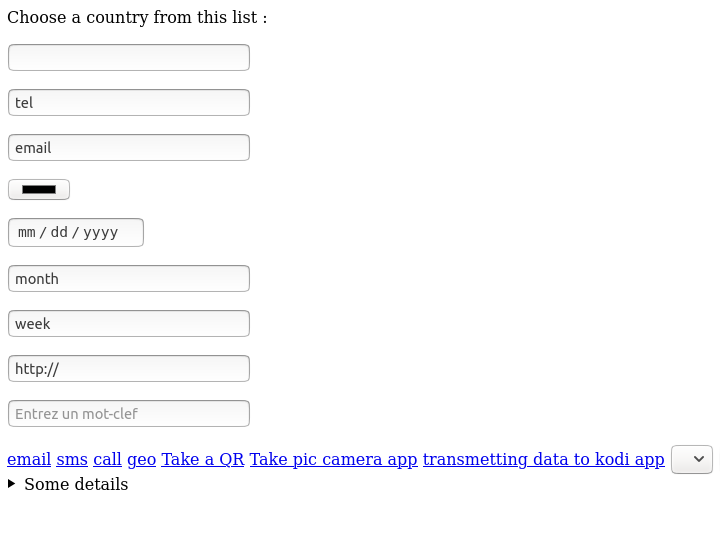 Choose a country from this list :
tel
email
mm / dd / yyyy
month
week
http://
Entrez un mot-clef
email sms call geo Take a QR Take pic camera app transmetting data to kodi app
Some details